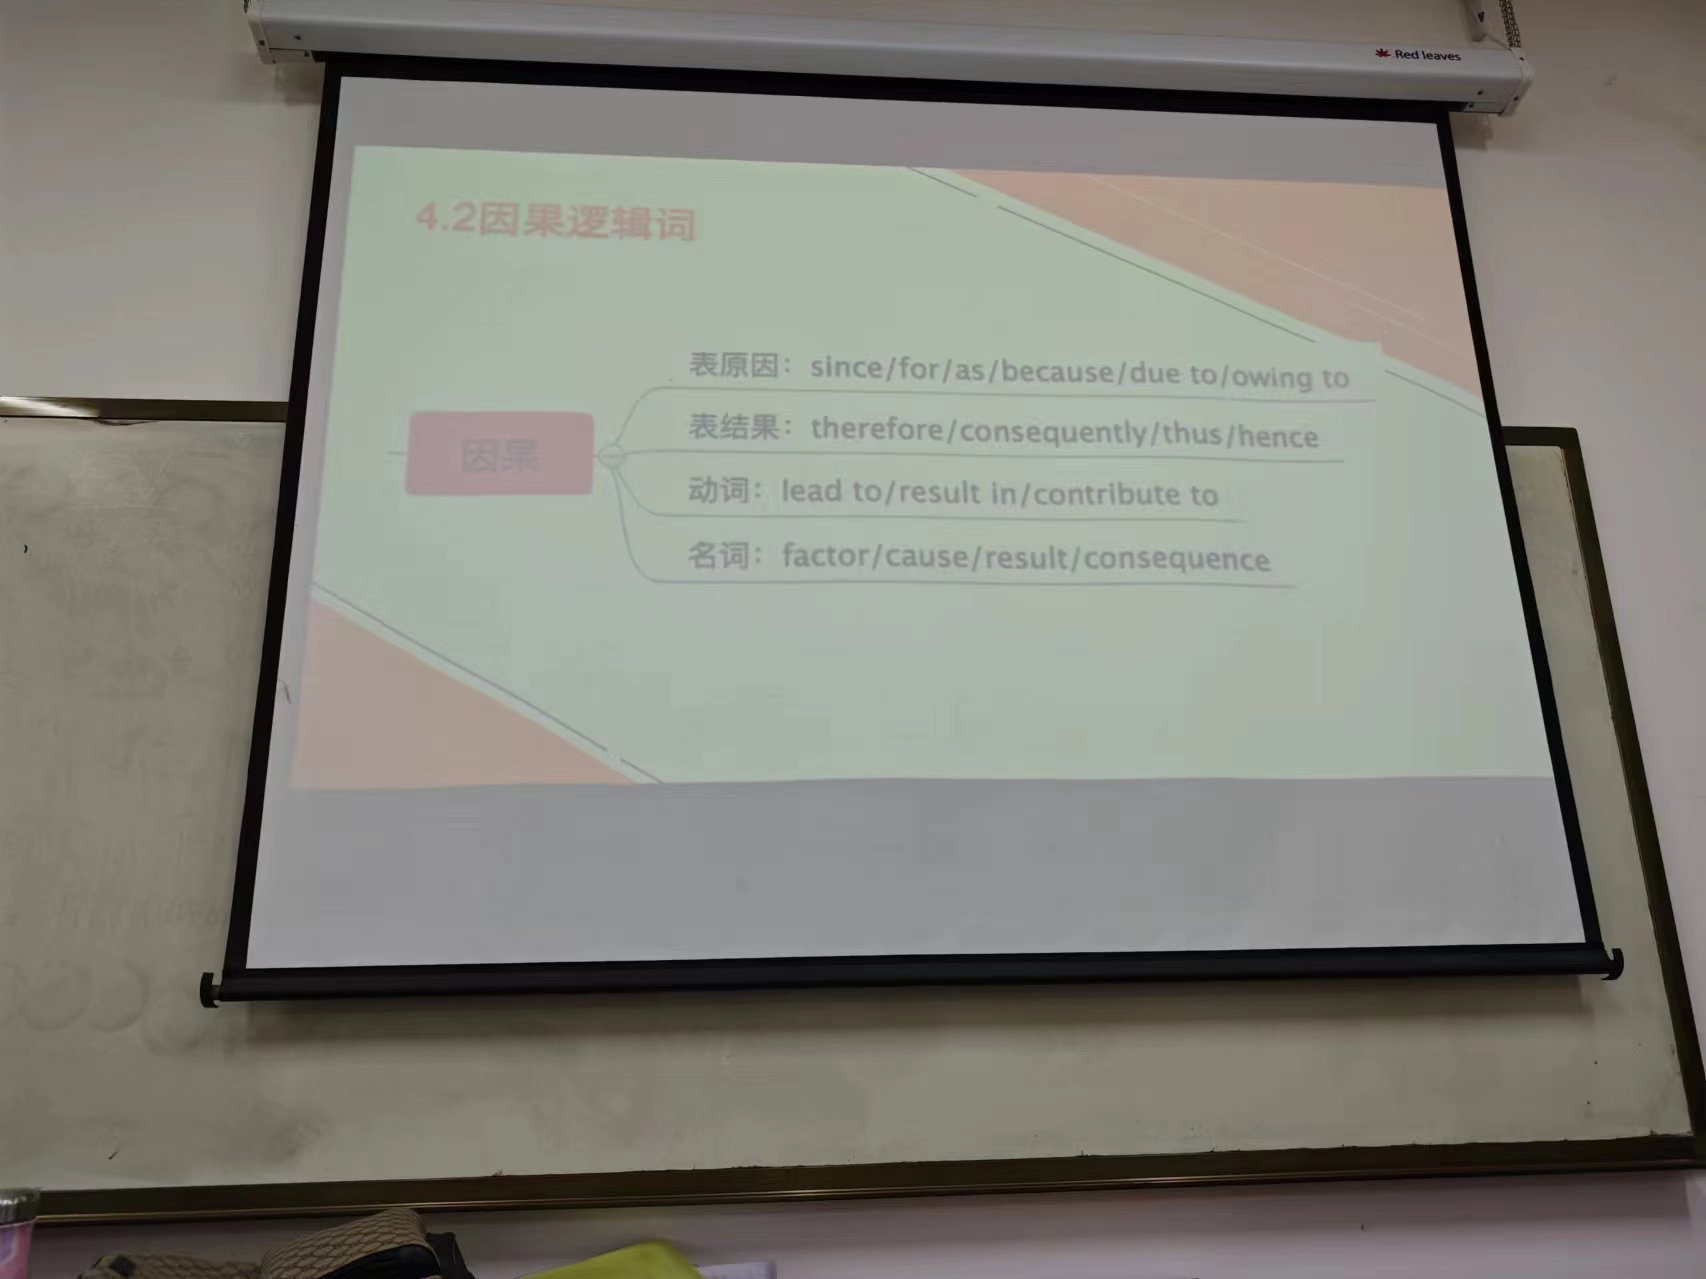 Red leaves
4.2因果逻辑词
因果
表原因：since/for/as/because/due to/owing to
表结果：therefore/consequently/thus/hence
动词：lead to/result in/contribute to
名词：factor/cause/result/consequence